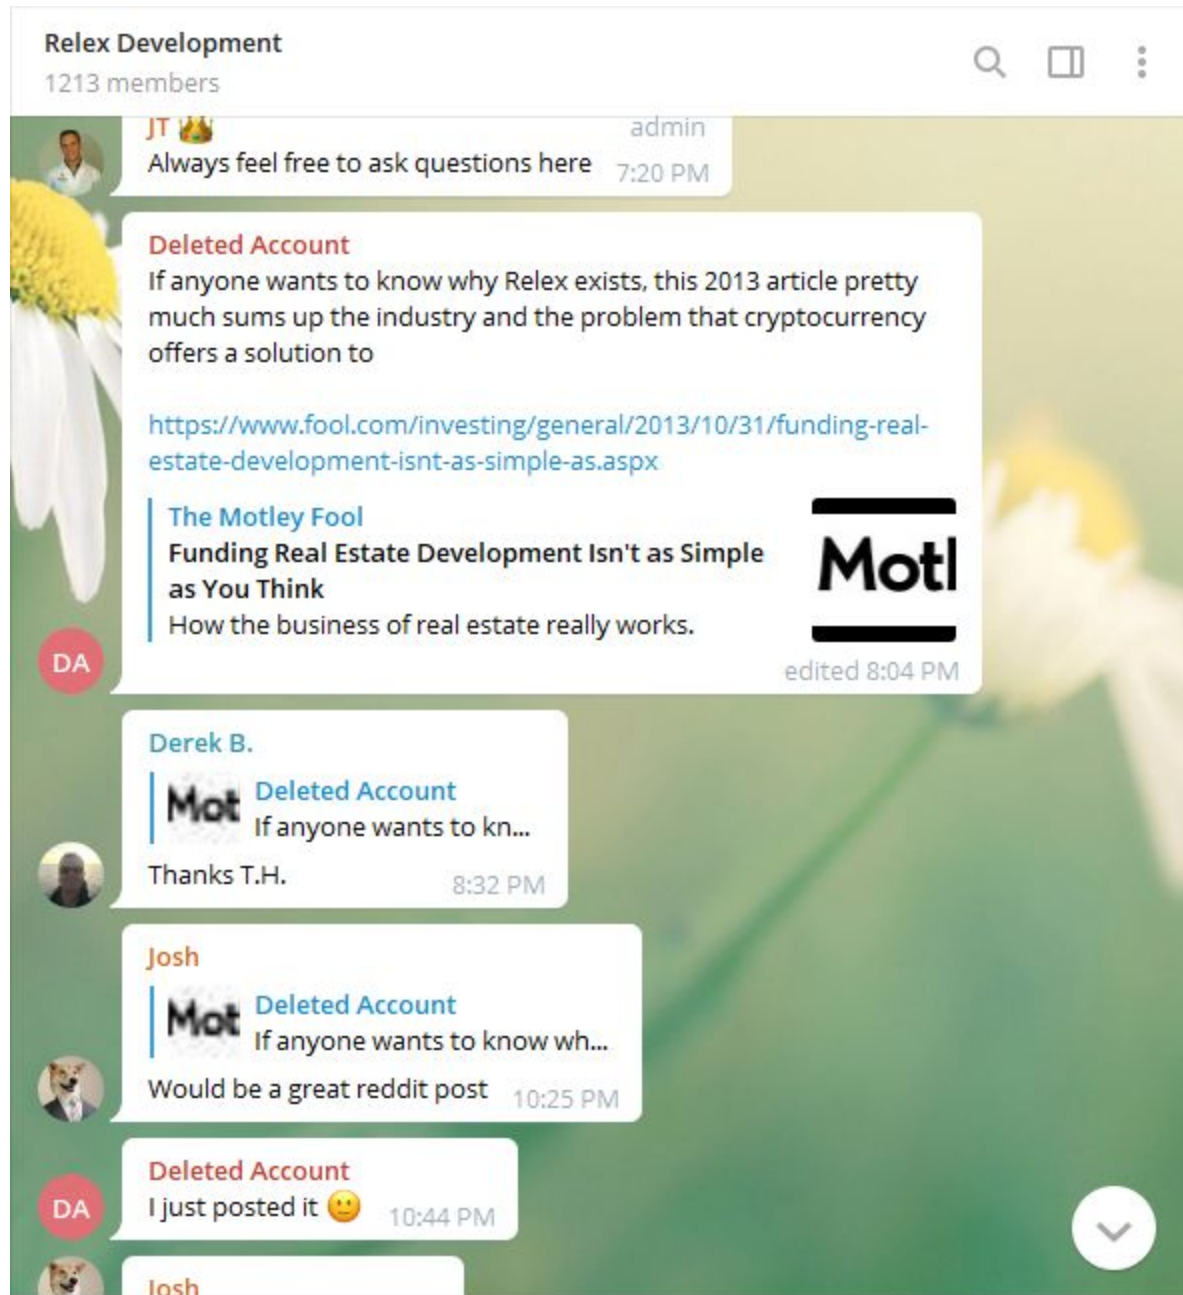 Relex Development
1213 members
JT 👑 admin
Always feel free to ask questions here 7:20 PM
Deleted Account
If anyone wants to know why Relex exists, this 2013 article pretty
much sums up the industry and the problem that cryptocurrency
offers a solution to
https://www.fool.com/investing/general/2013/10/31/funding-real-
estate-development-isnt-as-simple-as.aspx
The Motley Fool
Funding Real Estate Development Isn't as Simple
as You Think
How the business of real estate really works.
Motl
DA
edited 8:04 PM
Derek B.
Mot
Deleted Account
If anyone wants to kn...
Thanks T.H. 8:32 PM
Josh
Mot
Deleted Account
If anyone wants to know wh...
Would be a great reddit post 10:25 PM
Deleted Account
DA
I just posted it 🙂 10:44 PM
Josh